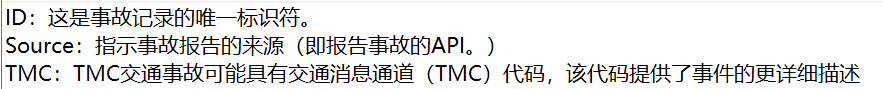 ID：这是事故记录的唯一标识符。
Source：指示事故报告的来源（即报告事故的API。）
TMC：TMC交通事故可能具有交通消息通道（TMC）代码，该代码提供了事件的更详细描述